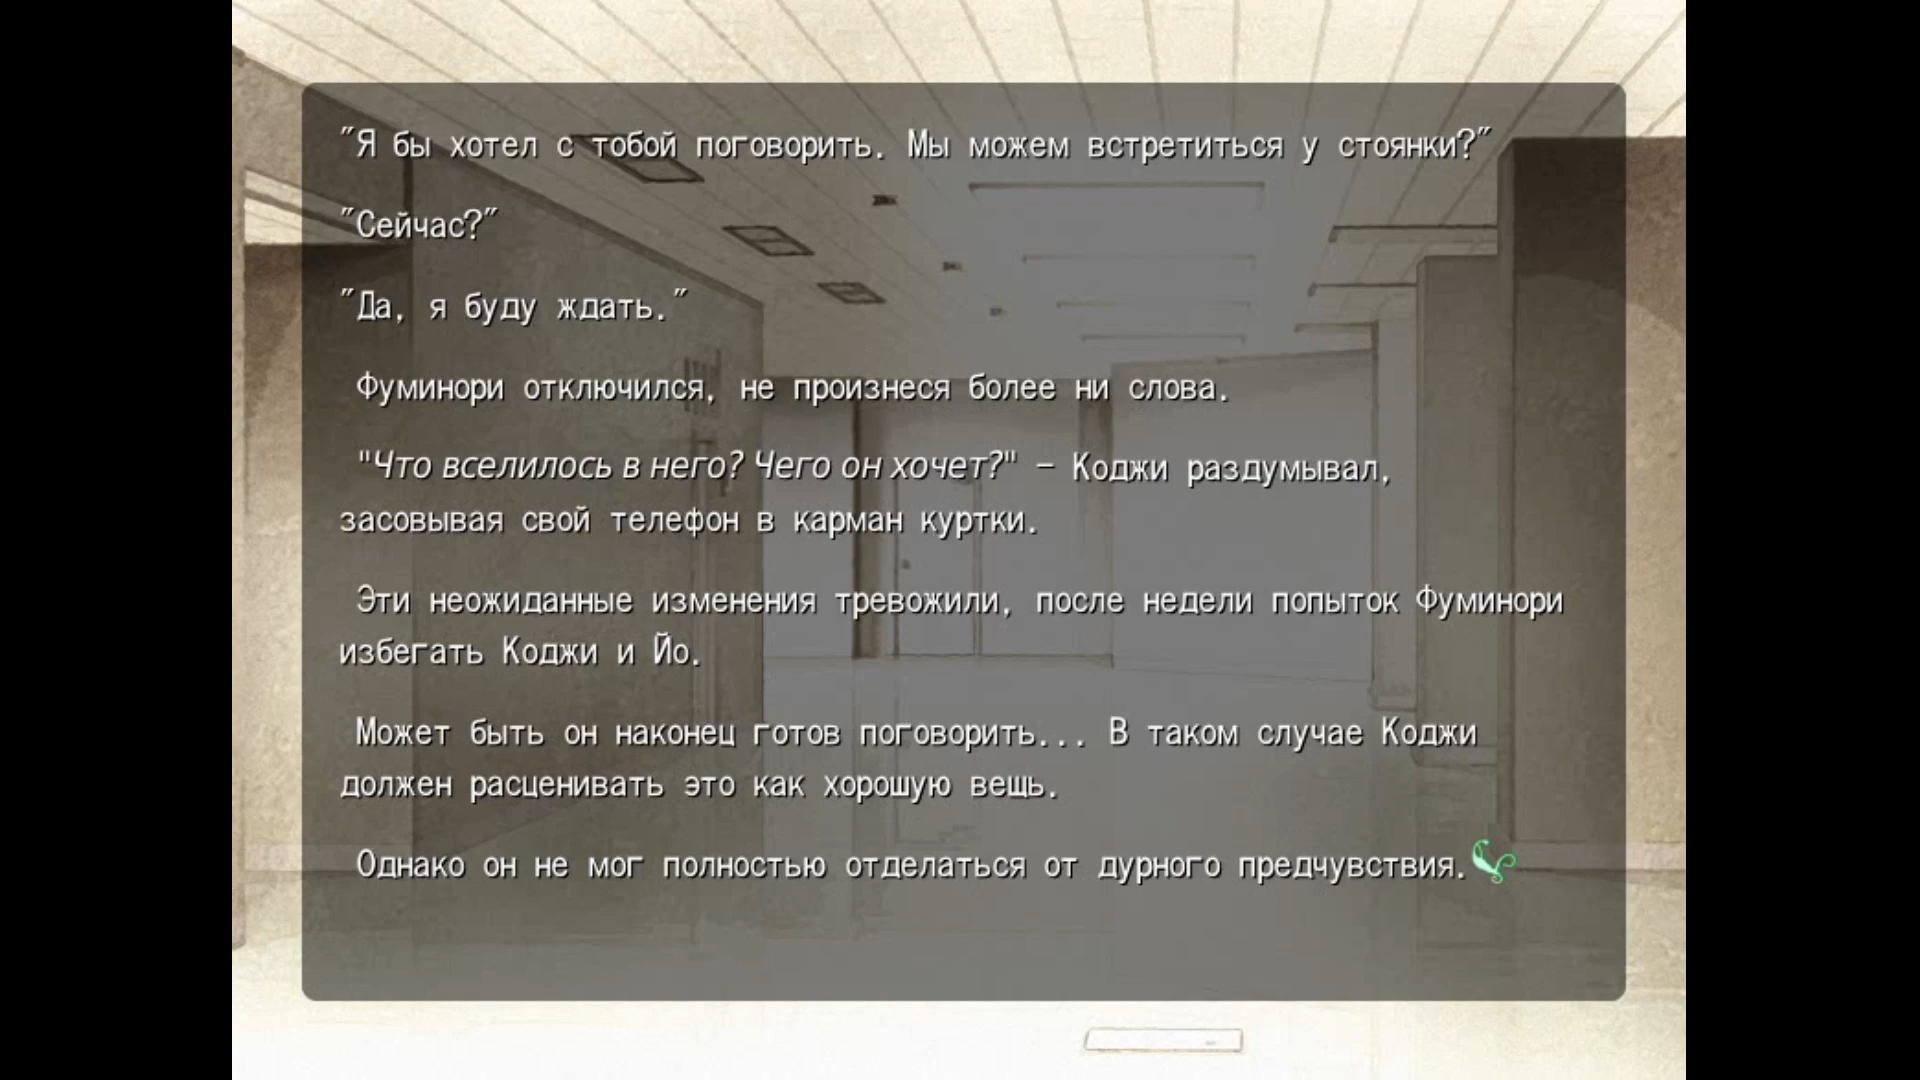 "Я бы хотел с тобой поговорить. Мы можем встретиться у стоянки?"
"Сейчас?"
"Да, я буду ждать."
Фуминори отключился, не произнеся более ни слова.
"Что вселилось в него? Чего он хочет?" – Коджи раздумывал,
засовывая свой телефон в карман куртки.
Эти неожиданные изменения тревожили, после недели попыток Фуминори
избегать Коджи и Йо.
Может быть он наконец готов поговорить... В таком случае Коджи
должен расценивать это как хорошую вещь.
Однако он не мог полностью отделаться от дурного предчувствия.